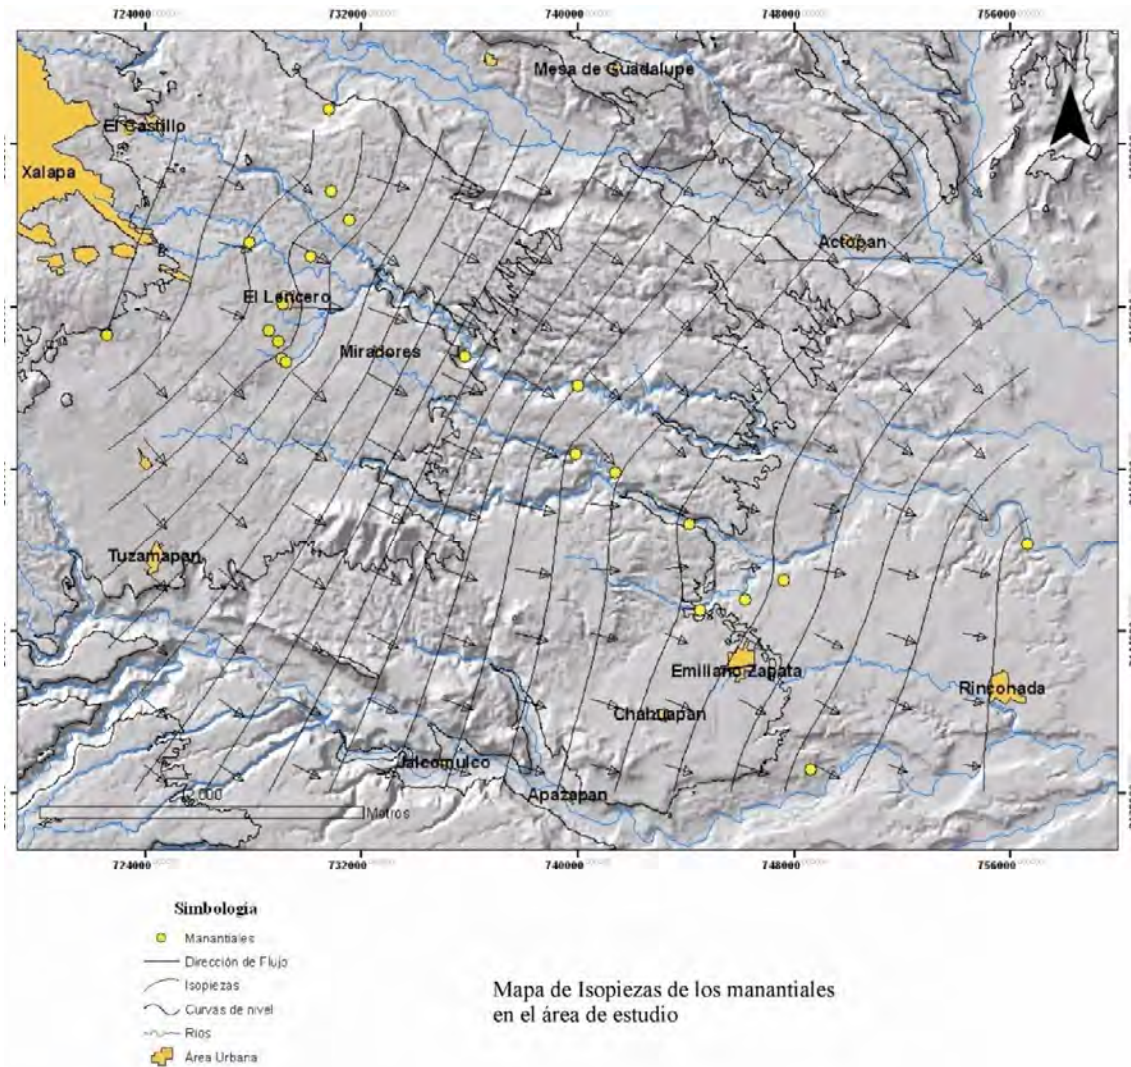 724000 732000 740000 748000 756000
Mesa de Guadalupe
El Castillo
Xalapa
Actopan
El Lencero
Miradores
Tuzamapan
Emiliano Zapata
Rinconada
Chahuapan
Jalcomulco
Apazapan
Metros
724000 732000 740000 748000 756000
Simbología
Manantiales
Dirección de Flujo
Isopiezas
Curvas de nivel
Ríos
Área Urbana
Mapa de Isopiezas de los manantiales
en el área de estudio